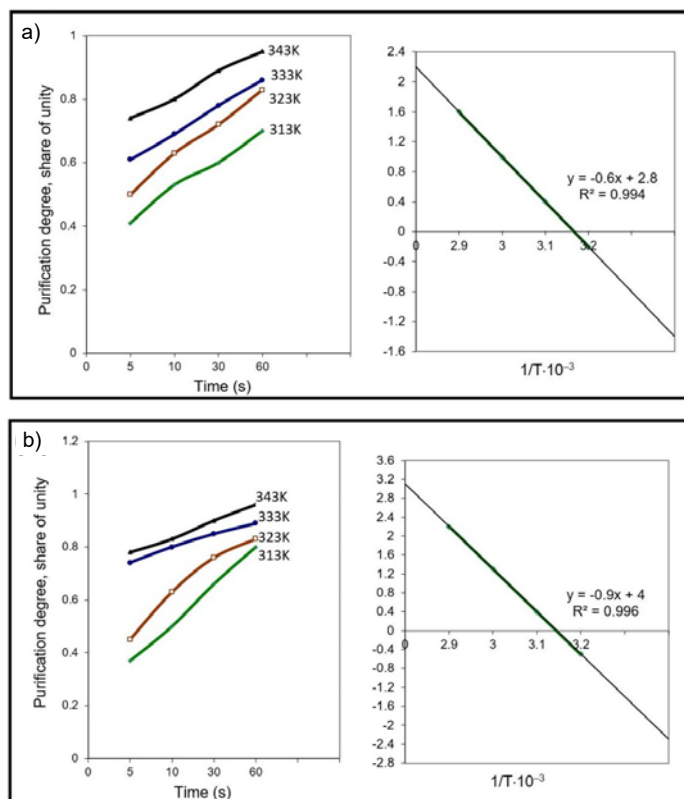 a)
Purification degree, share of unity
1
0.8
0.6
0.4
0.2
0
343K
333K
323K
313K
0 5 10 30 60
Time (s)
2.4
2
1.6
1.2
0.8
0.4
0
-0.4
-0.8
-1.2
-1.6
y = -0.6x + 2.8
R² = 0.994
0 2.9 3 3.1 3.2
1/T·10⁻³
b)
Purification degree, share of unity
1.2
1
0.8
0.6
0.4
0.2
0
343K
333K
323K
313K
0 5 10 30 60
Time (s)
3.6
3.2
2.8
2.4
2
1.6
1.2
0.8
0.4
0
-0.4
-0.8
-1.2
-1.6
-2
-2.4
-2.8
y = -0.9x + 4
R² = 0.996
0 2.9 3 3.1 3.2
1/T·10⁻³